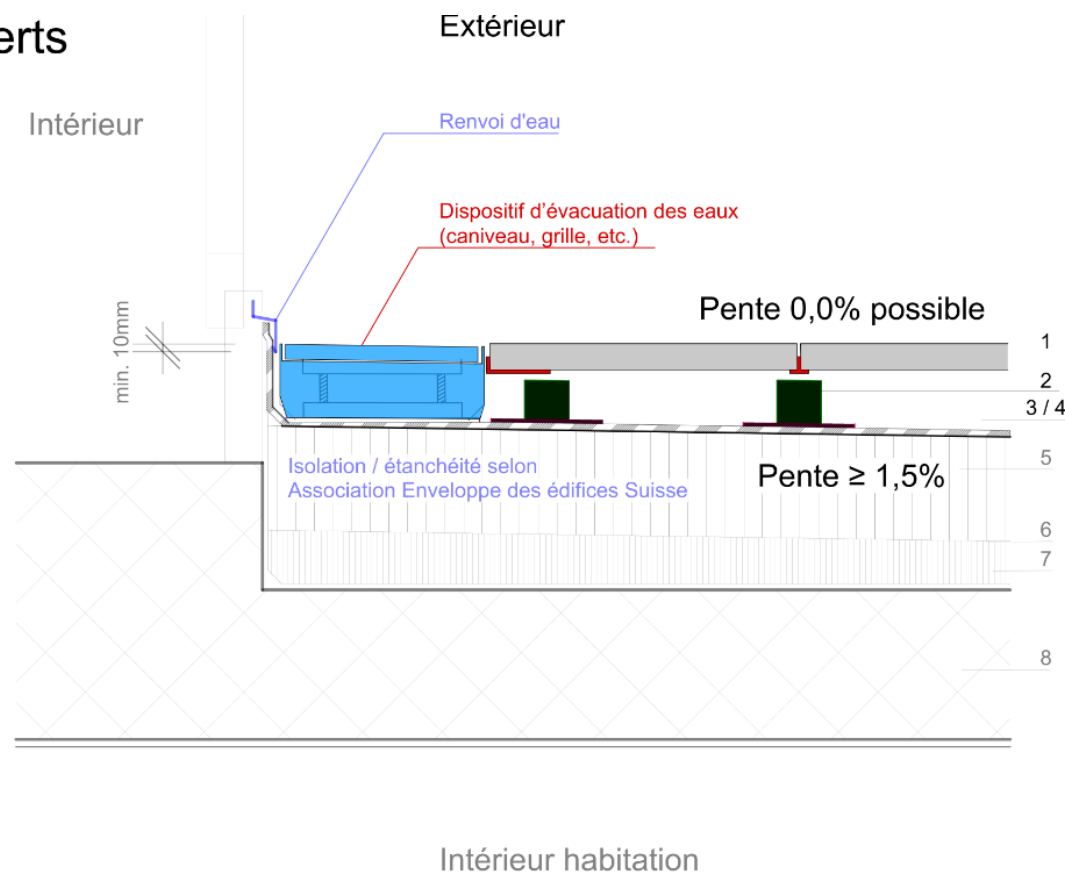 erts
Extérieur
Intérieur
Renvoi d'eau
Dispositif d’évacuation des eaux
(caniveau, grille, etc.)
Pente 0,0% possible
min. 10mm
1
2
3 / 4
Isolation / étanchéité selon
Association Enveloppe des édifices Suisse
Pente ≥ 1,5%
5
6
7
8
Intérieur habitation